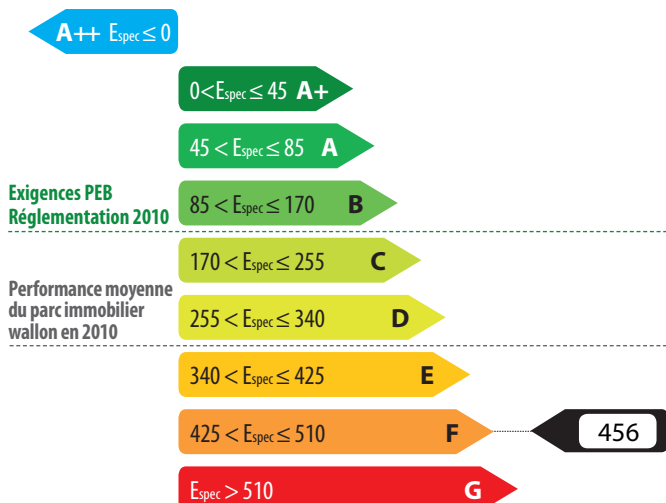 A++ Espec ≤ 0
0<Espec ≤ 45 A+
45 < Espec ≤ 85 A
Exigences PEB
Réglementation 2010
85 < Espec ≤ 170 B
170 < Espec ≤ 255 C
Performance moyenne
du parc immobilier
wallon en 2010
255 < Espec ≤ 340 D
340 < Espec ≤ 425 E
425 < Espec ≤ 510 F
456
Espec > 510 G